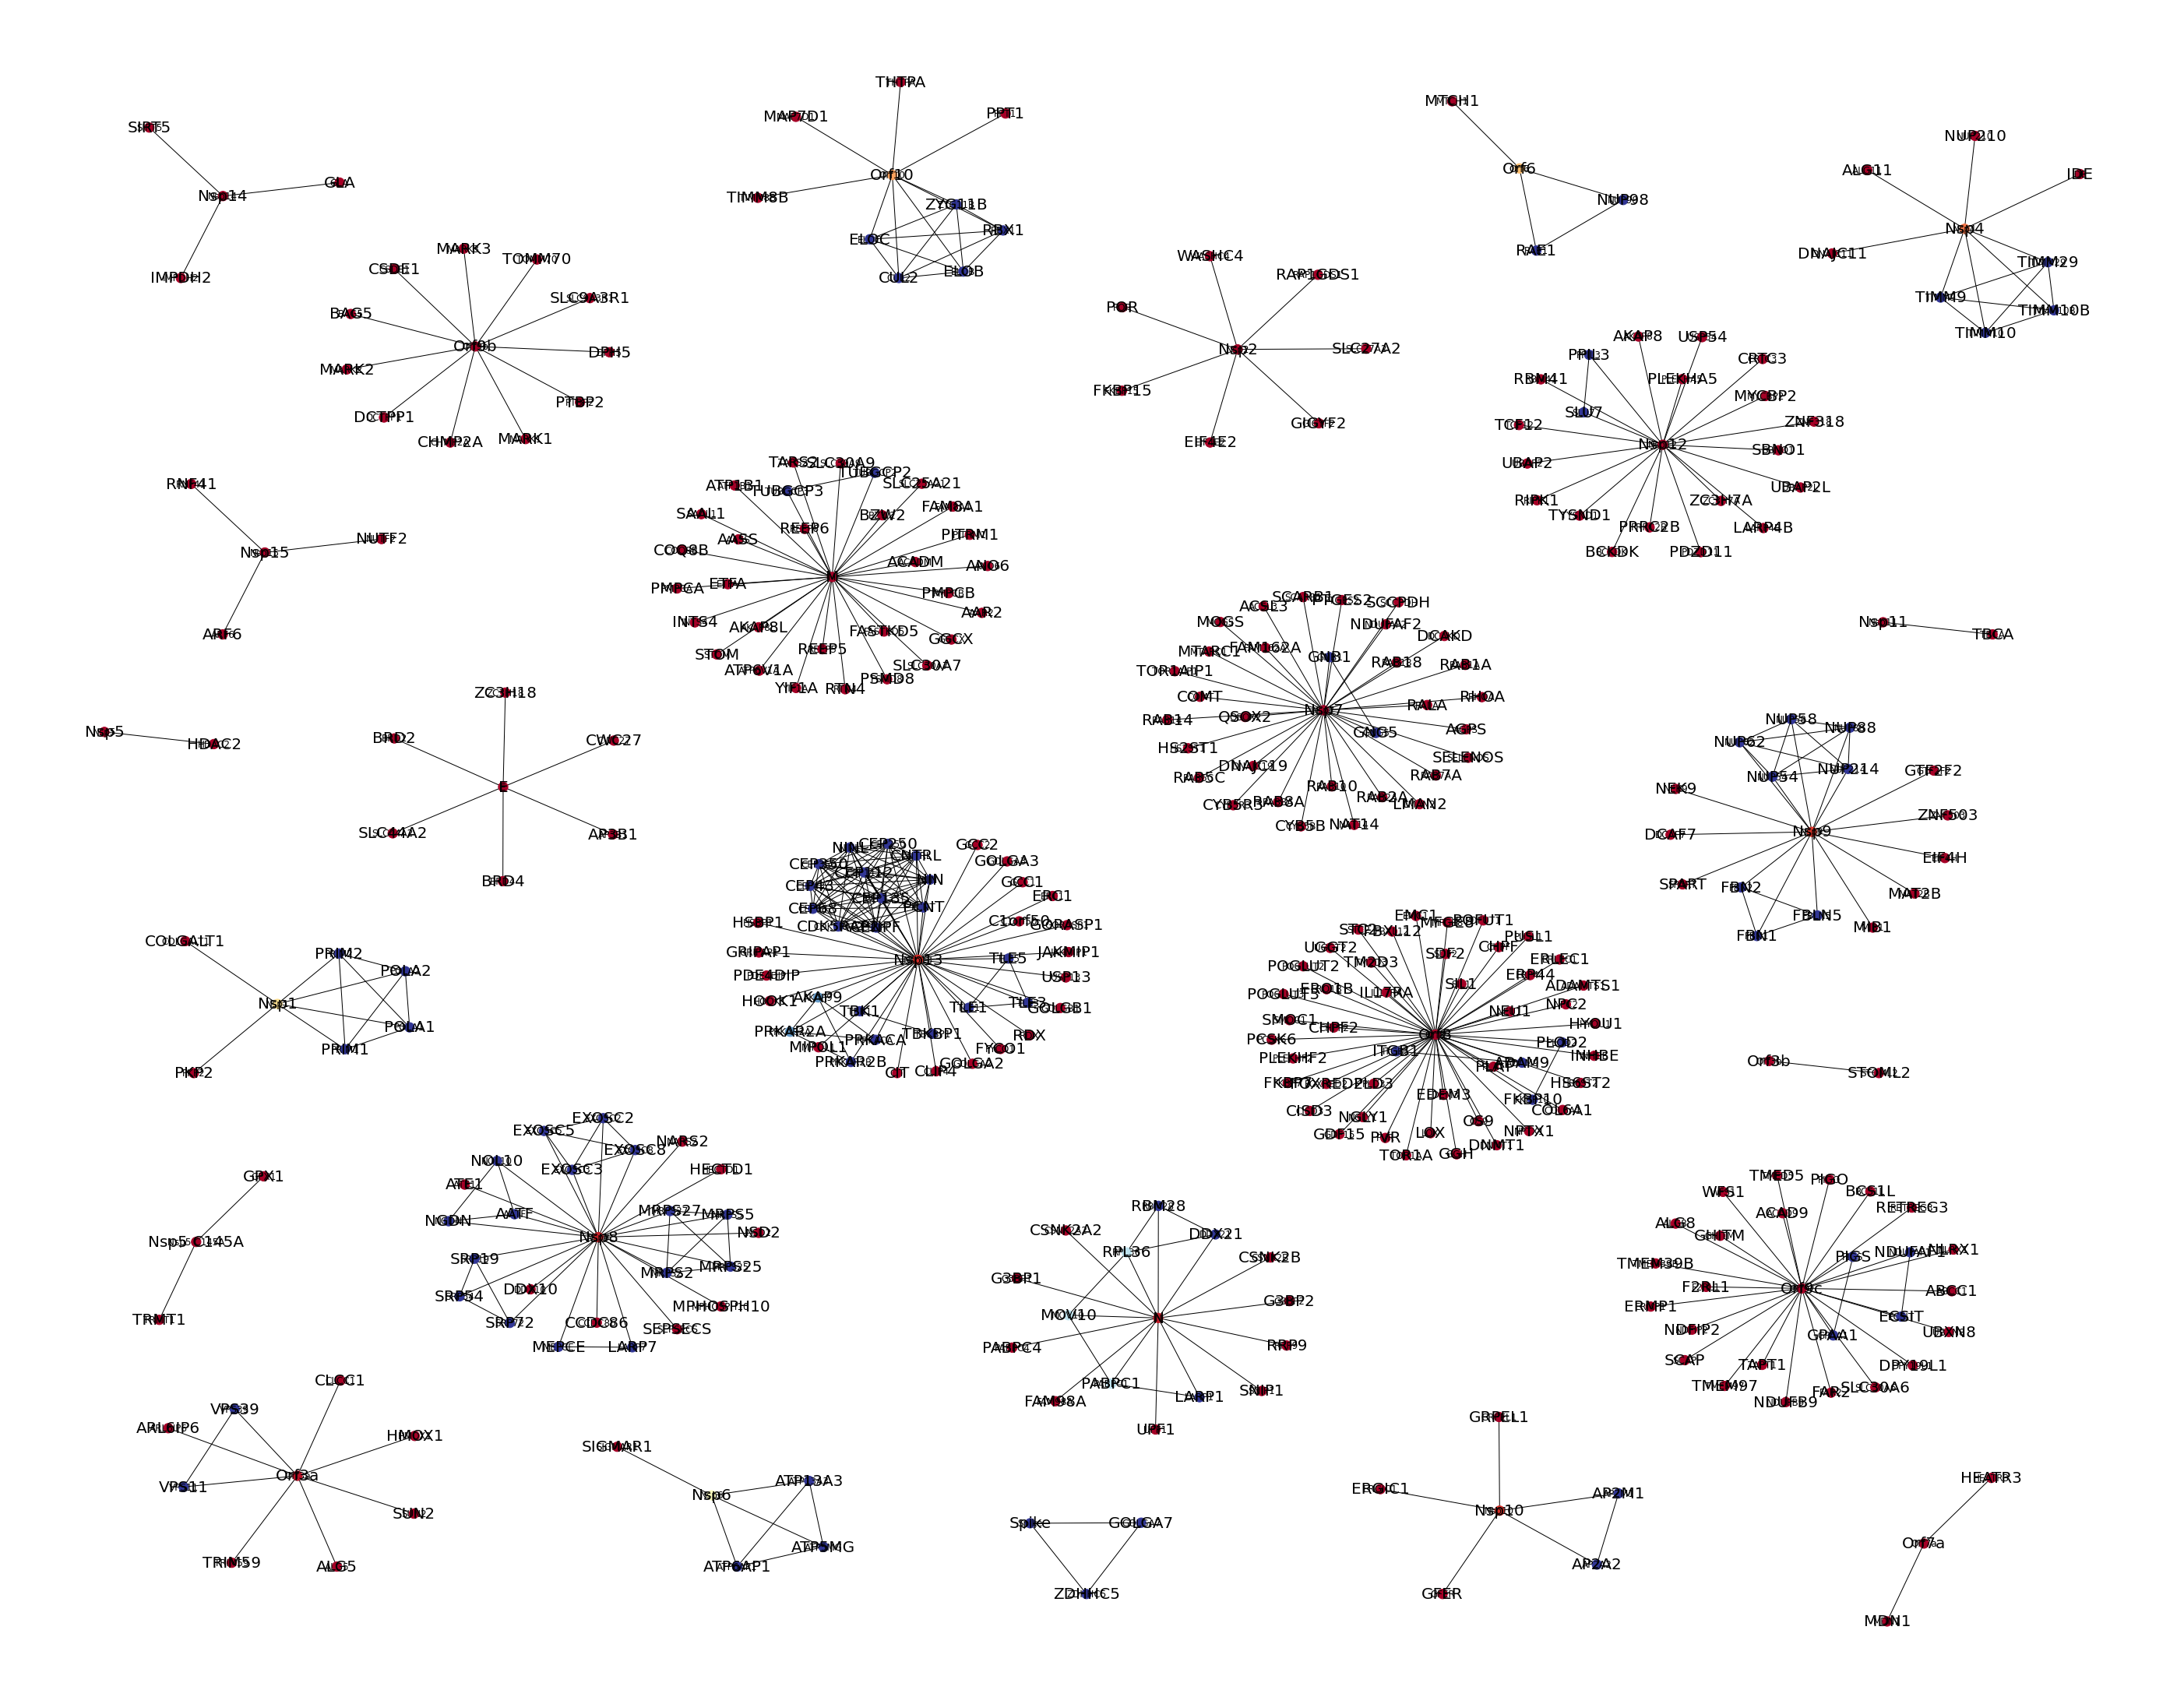 SIRT5
Nsp14
GLA
IMPDH2
THTPA
MAP7D1
PPT1
Orf10
TIMM8B
ZYG11B
RBX1
ELOC
CUL2
ELOB
MTCH1
Orf6
NUP98
RAE1
NUP210
ALG11
IDE
Nsp4
DNAJC11
TIMM29
TIMM9
TIMM10B
TIMM10
MARK3
TOMM70
CSDE1
SLC9A3R1
BAG5
Orf9b
DPH5
MARK2
PTBP2
DCTPP1
CHMP2A
MARK1
WASHC4
RAP1GDS1
POR
Nsp2
SLC27A2
FKBP15
GIGYF2
EIF4E2
AKAP8
USP54
PPIL3
CRTC3
RBM41
PLEKHA5
MYCBP2
SLU7
TCF12
ZNF318
Nsp12
SBNO1
UBAP2
UBAP2L
RIPK1
ZC3H7A
TYSND1
PRRC2B
LARP4B
BCKDK
PDZD11
RNF41
Nsp15
NUTF2
ARF6
TARS2
SLC30A9
TUBGCP2
ATP1B1
TUBGCP3
SLC25A21
SAAL1
REEP6
BZW2
FAM8A1
COQ8B
AASS
PITRM1
ACADM
ANO6
PMPCA
ETFA
M
PMPCB
AAR2
INTS4
AKAP8L
FASTKD5
GGCX
STOM
REEP5
ATP6V1A
SLC30A7
YIF1A
RTN4
PSMD8
SCARB1
PTGES2
SCCPDH
ACSL3
MOGS
NDUFAF2
DCAKD
MTARC1
FAM162A
GNB1
RAB18
RAB1A
TOR1AIP1
COMT
RHOA
RALA
RAB14
QSOX2
Nsp7
GNG5
AGPS
HS2ST1
SELENOS
DNAJC19
RAB5C
RAB7A
RAB10
CYB5R3
RAB8A
RAB2A
LMAN2
CYB5B
NAT14
Nsp11
TBCA
Nsp5
HDAC2
ZC3H18
BRD2
CWC27
E
SLC44A2
AP3B1
BRD4
NUP58
NUP88
NUP62
NUP54
NUP214
GTF2F2
NEK9
ZNF503
DCAF7
Nsp9
EIF4H
SPART
FBN2
MAT2B
FBLN5
FBN1
MIB1
NINL
CEP250
CNTRL
GCC2
CEP350
CEP112
GOLGA3
CEP43
NIN
GCC1
CEP68
CEP135
PCNT
ERC1
HSBP1
CDK5RAP2
CENPF
C1orf50
GORASP1
GRIPAP1
Nsp13
TLE5
JAKMIP1
PDE4DIP
USP13
HOOK1
AKAP9
TLE1
TLE3
GOLGB1
TBK1
PRKAR2A
PRKACA
TBKBP1
RDX
MIPOL1
FYCO1
PRKAR2B
GOLGA2
CIT
CLIP4
COLGALT1
PRIM2
POLA2
Nsp1
POLA1
PRIM1
PKP2
EMC1
MFGE8
POFUT1
STC2
FBXL12
PUSL1
UGGT2
SDF2
CHPF
ERLEC1
POGLUT2
TM2D3
ERP44
SIL1
ADAMTS1
POGLUT3
ERO1B
IL17RA
NPC2
NEU1
SMOC1
CHPF2
HYOU1
PCSK6
Orf8
PLOD2
ITGB1
INHBE
PLEKHF2
PLAT
ADAM9
FKBP7
FOXRED2
PLD3
HS6ST2
EDEM3
FKBP10
CISD3
NGLY1
COL6A1
OS9
GDF15
PVR
LOX
NPTX1
DNMT1
TOR1A
GGH
Orf3b
STOML2
EXOSC2
EXOSC5
NARS2
EXOSC8
NOL10
EXOSC3
HECTD1
ATE1
MRPS27
NGDN
AATF
MRPS5
Nsp8
NSD2
SRP19
MRPS2
MRPS25
SRP54
DDX10
MPHOSPH10
SRP72
CCDC86
SEPSECS
MEPCE
LARP7
GPX1
Nsp5_C145A
TRMT1
RBM28
CSNK2A2
DDX21
RPL36
CSNK2B
G3BP1
MOV10
G3BP2
N
PABPC4
RRP9
PABPC1
FAM98A
LARP1
SNIP1
UPF1
TMED5
PIGO
WFS1
BCS1L
ACAD9
RETREG3
ALG8
GHITM
PIGS
NDUFAF1
NLRX1
TMEM39B
F2RL1
Orf9c
ABCC1
ERMP1
ECSIT
NDFIP2
GPAA1
UBXN8
SCAP
TAPT1
DPY19L1
TMEM97
FAR2
SLC30A6
NDUFB9
CLCC1
VPS39
ARL6IP6
HMOX1
Orf3a
VPS11
SUN2
TRIM59
ALG5
SIGMAR1
ATP13A3
Nsp6
ATP5MG
ATP6AP1
Spike
GOLGA7
ZDHHC5
GRPEL1
ERGIC1
AP2M1
Nsp10
AP2A2
GFER
HEATR3
Orf7a
MDN1